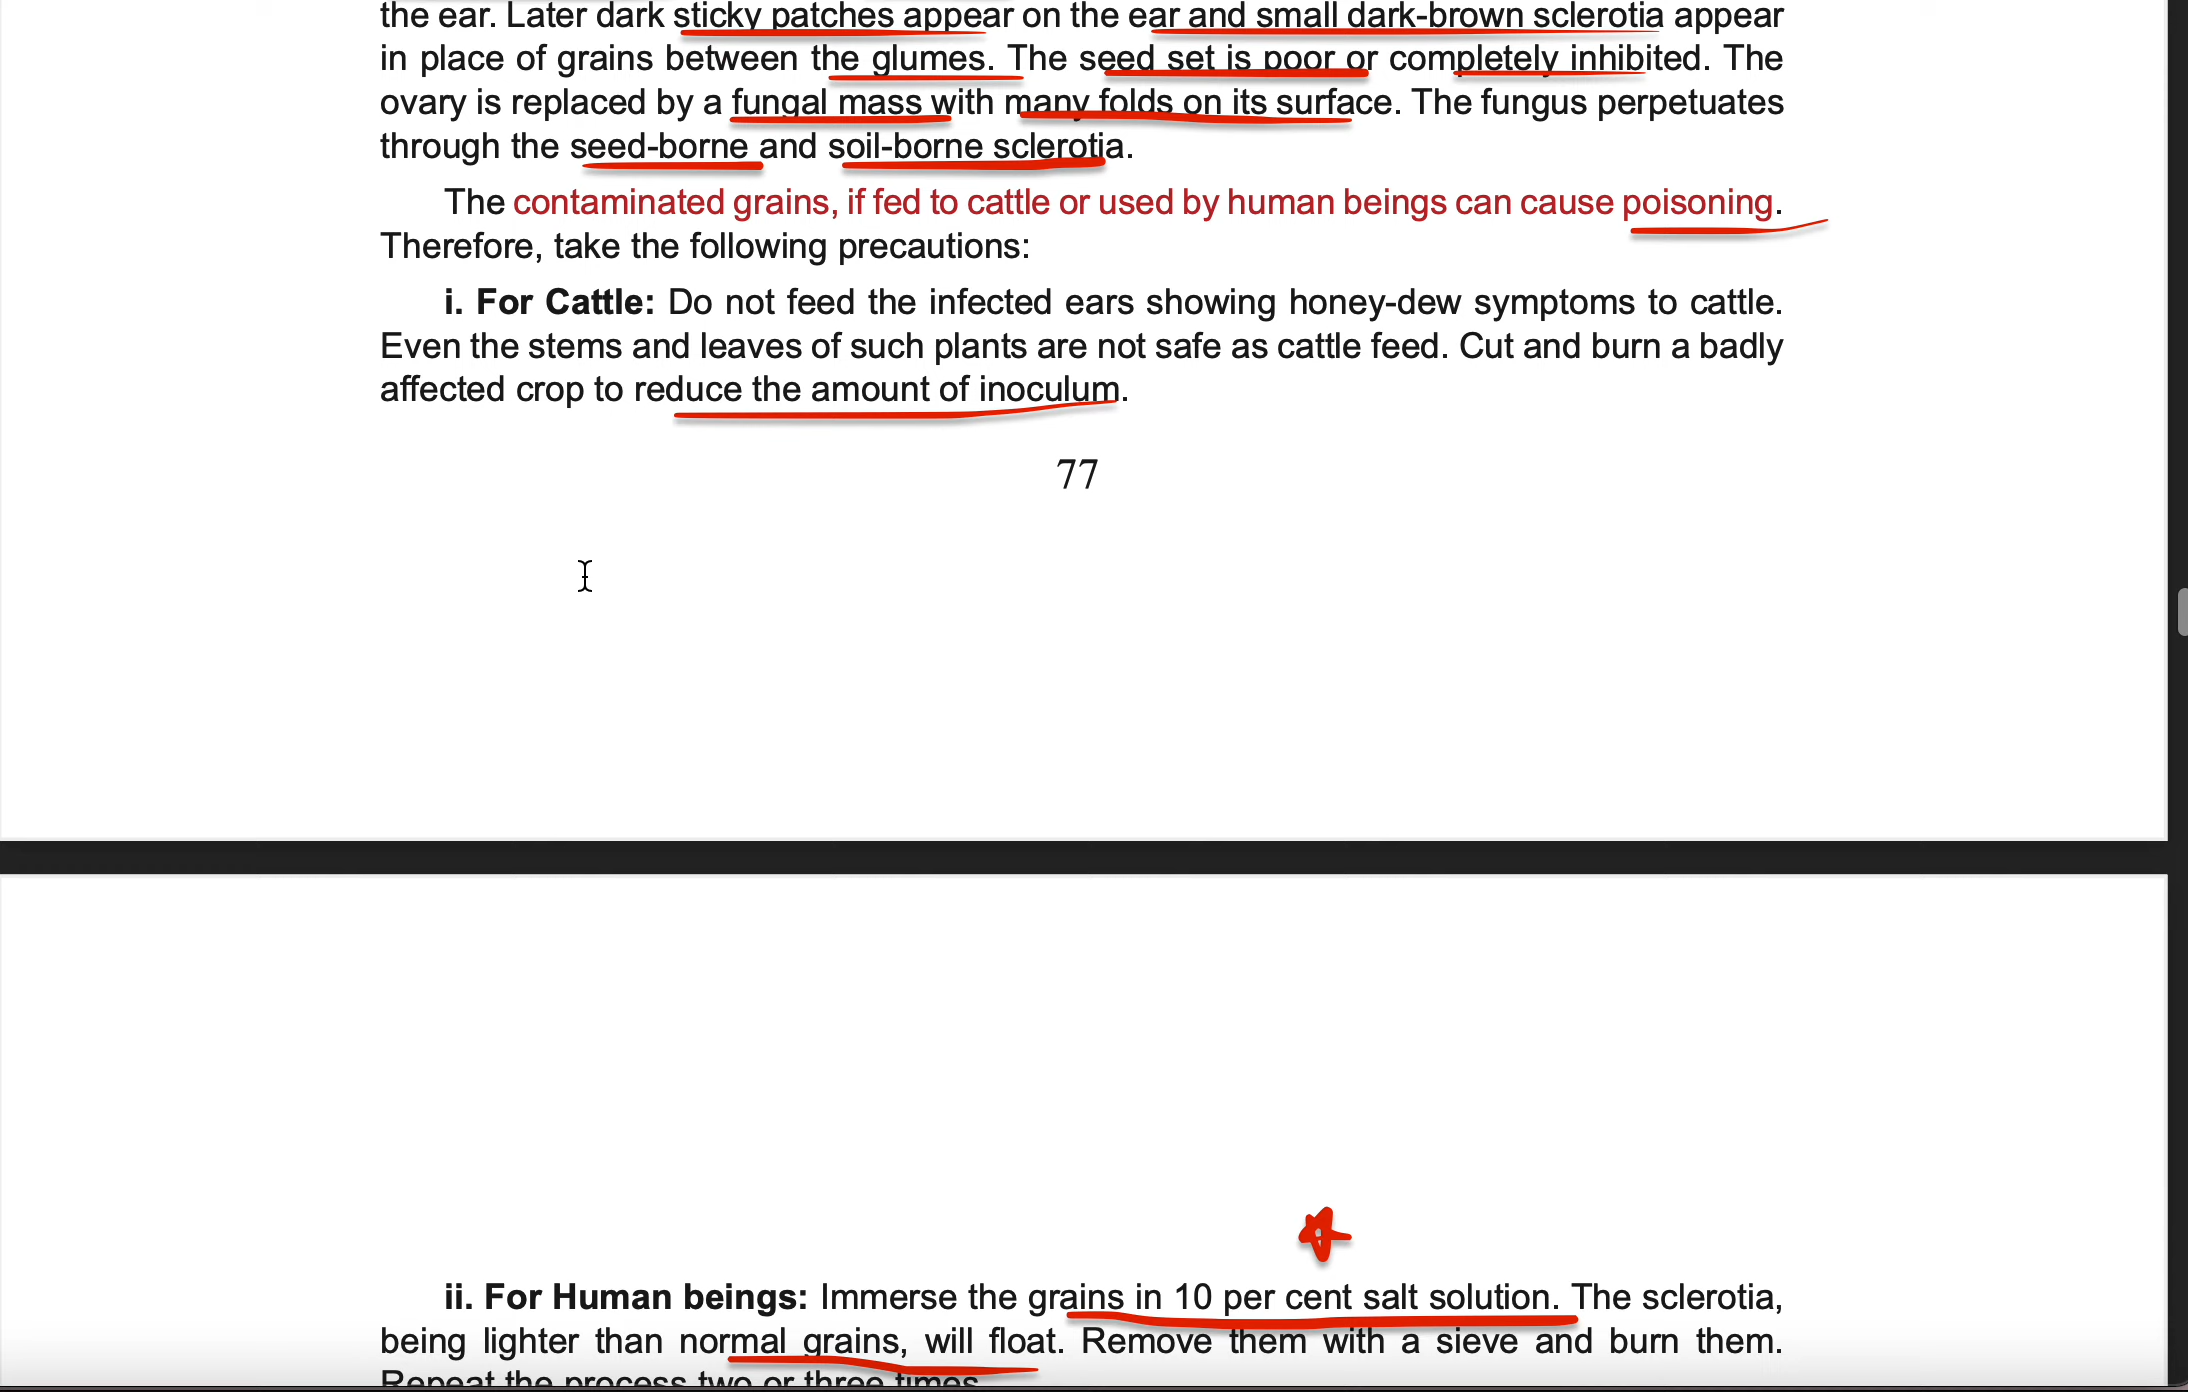 the ear. Later dark sticky patches appear on the ear and small dark-brown sclerotia appear
in place of grains between the glumes. The seed set is poor or completely inhibited. The
ovary is replaced by a fungal mass with many folds on its surface. The fungus perpetuates
through the seed-borne and soil-borne sclerotia.
The contaminated grains, if fed to cattle or used by human beings can cause poisoning.
Therefore, take the following precautions:
i. For Cattle: Do not feed the infected ears showing honey-dew symptoms to cattle.
Even the stems and leaves of such plants are not safe as cattle feed. Cut and burn a badly
affected crop to reduce the amount of inoculum.
77
ii. For Human beings: Immerse the grains in 10 per cent salt solution. The sclerotia,
being lighter than normal grains, will float. Remove them with a sieve and burn them.
Repeat the process two or three times.